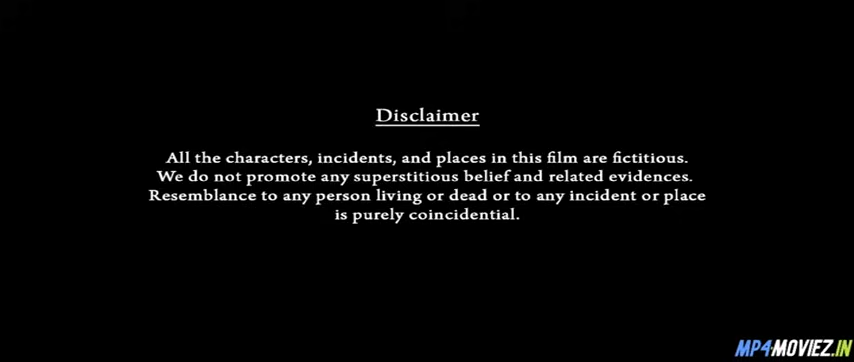 Disclaimer
All the characters, incidents, and places in this film are fictitious.
We do not promote any superstitious belief and related evidences.
Resemblance to any person living or dead or to any incident or place
is purely coincidential.
MP4MOVIEZ.IN